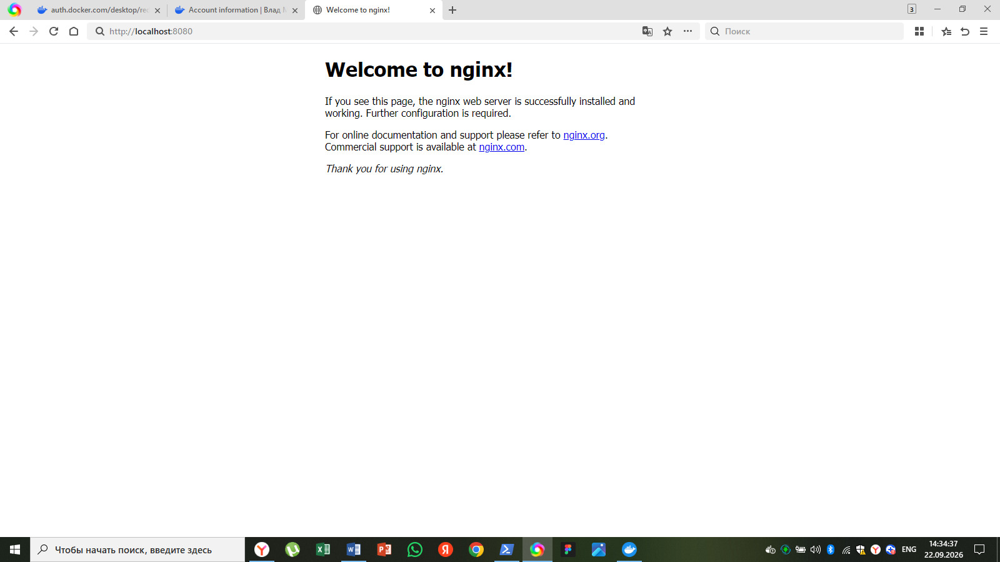 auth.docker.com/desktop/rec
Account information | Влад М
Welcome to nginx!
3
http://localhost:8080
Поиск
Welcome to nginx!
If you see this page, the nginx web server is successfully installed and
working. Further configuration is required.
For online documentation and support please refer to nginx.org.
Commercial support is available at nginx.com.
Thank you for using nginx.
Чтобы начать поиск, введите здесь
ENG
14:34:37
22.09.2026